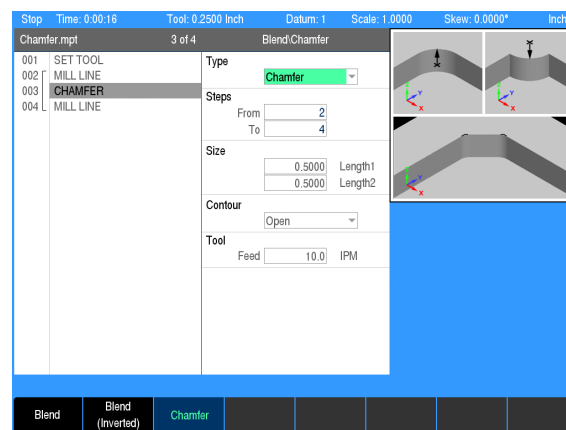 Stop Time: 0:00:16 Tool: 0.2500 Inch Datum: 1 Scale: 1.0000 Skew: 0.0000° Inch
Chamfer.mpt 3 of 4 Blend\Chamfer
001 SET TOOL
002 MILL LINE
003 CHAMFER
004 MILL LINE
Type
Chamfer
Steps
From 2
To 4
Size
0.5000 Length1
0.5000 Length2
Contour
Open
Tool
Feed 10.0 IPM
Y
X
Y
X
Y
X
Blend
Blend (Inverted)
Chamfer